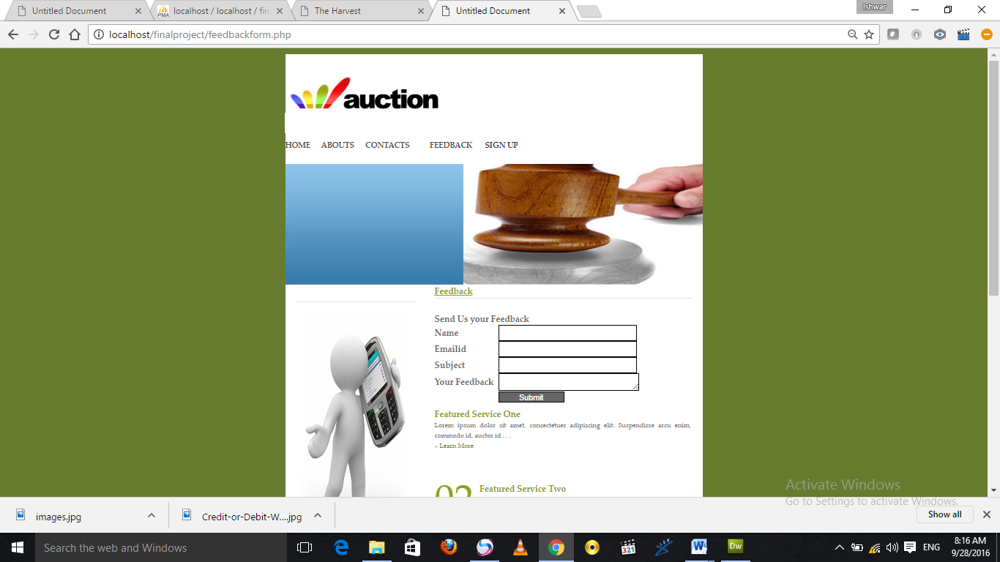 Untitled Document
PMA
localhost / localhost / fin
The Harvest
Untitled Document
Ishwar
localhost/finalproject/feedbackform.php
auction
HOME ABOUTS CONTACTS FEEDBACK SIGN UP
Feedback
Send Us your Feedback
Name
Emailid
Subject
Your Feedback
Submit
Featured Service One
Lorem ipsum dolor sit amet, consectetuer adipiscing elit. Suspendisse arcu enim,
commodo id, auctor id . . .
» Learn More
02
Featured Service Two
Activate Windows
Go to Settings to activate Windows.
images.jpg
Credit-or-Debit-W....jpg
Show all
Search the web and Windows
321
W
Dw
ENG
8:16 AM
9/28/2016